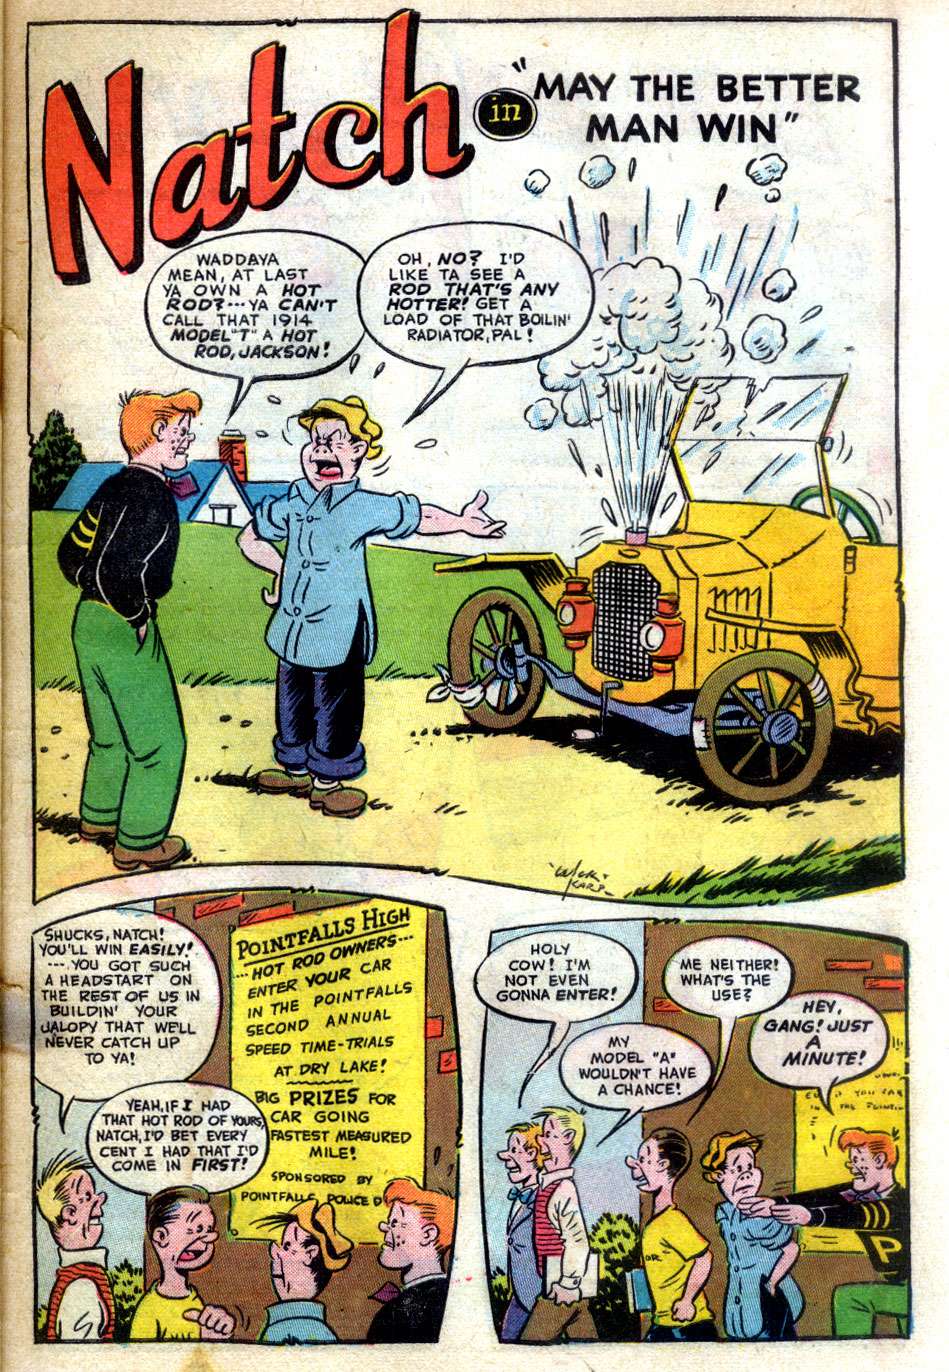 Natch
in
"MAY THE BETTER
MAN WIN"
WADDAYA
MEAN, AT LAST
YA OWN A HOT
ROD?...YA CAN'T
CALL THAT 1914
MODEL "T" A HOT
ROD, JACKSON!
OH, NO? I'D
LIKE TA SEE A
ROD THAT'S ANY
HOTTER! GET A
LOAD OF THAT BOILIN'
RADIATOR, PAL!
SHUCKS, NATCH!
YOU'LL WIN EASILY!
....YOU GOT SUCH
A HEADSTART ON
THE REST OF US IN
BUILDIN' YOUR
JALOPY THAT WE'LL
NEVER CATCH UP
TO YA!
YEAH, IF I HAD
THAT HOT ROD OF YOURS,
NATCH, I'D BET EVERY
CENT I HAD THAT I'D
COME IN FIRST!
POINTFALLS HIGH
...HOT ROD OWNERS...
ENTER YOUR CAR
IN THE POINTFALLS
SECOND ANNUAL
SPEED TIME-TRIALS
AT DRY LAKE!
BIG PRIZES FOR
CAR GOING
FASTEST MEASURED
MILE!
SPONSORED BY
POINTFALLS POLICE D
HOLY
COW! I'M
NOT EVEN
GONNA ENTER!
MY
MODEL "A"
WOULDN'T HAVE
A CHANCE!
ME NEITHER!
WHAT'S THE
USE?
HEY,
GANG! JUST
A
MINUTE!
YOU CAR
IN THE POINTF
P